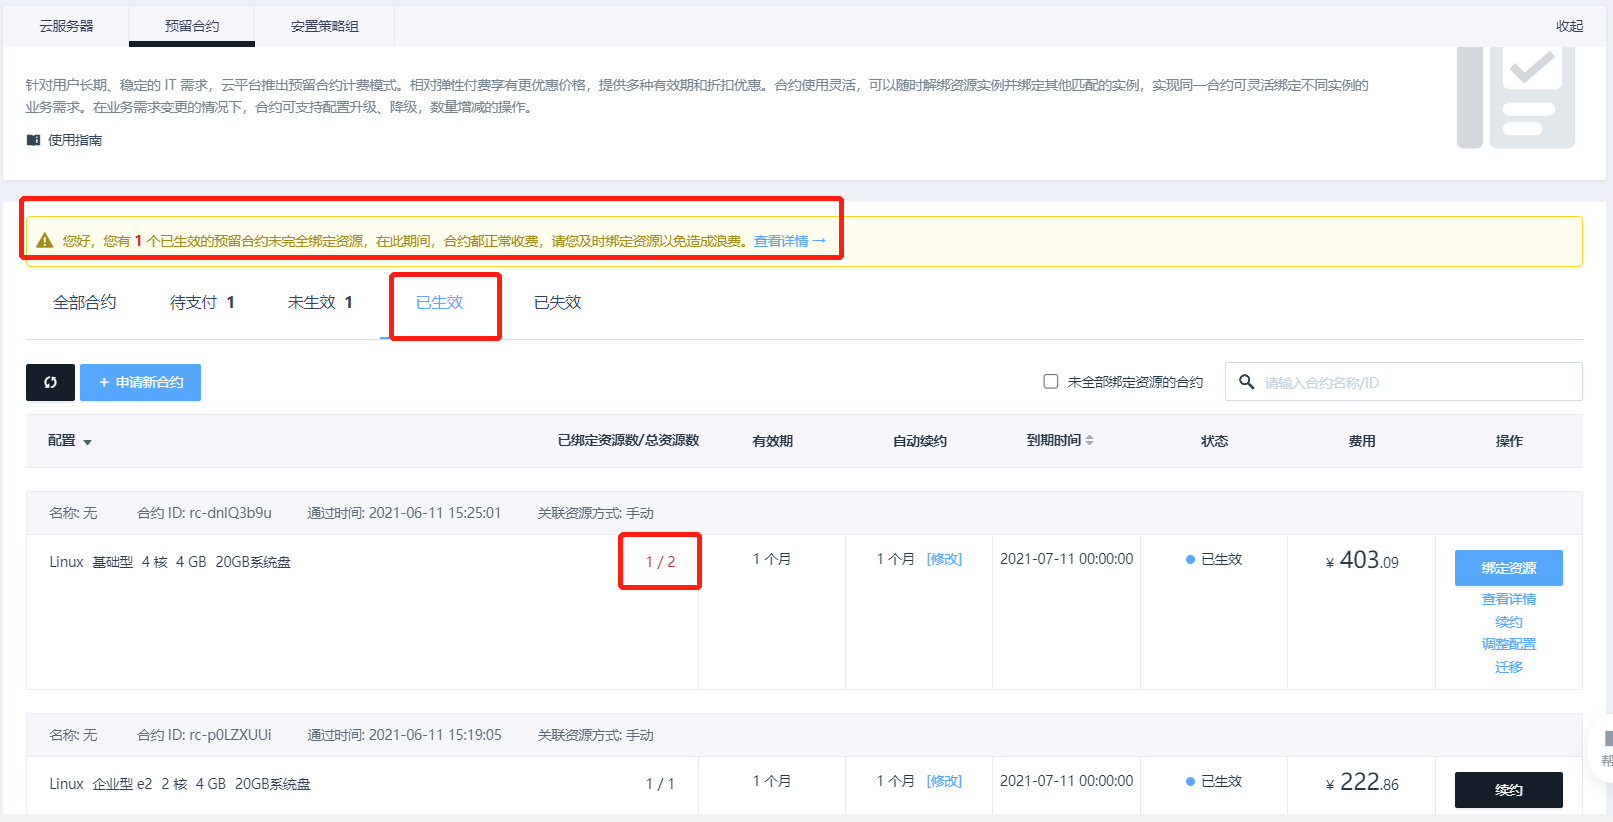 云服务器 预留合约 安置策略组 收起
针对用户长期、稳定的 IT 需求，云平台推出预留合约计费模式。相对弹性付费享有更优惠价格，提供多种有效期和折扣优惠。合约使用灵活，可以随时解绑资源实例并绑定其他匹配的实例，实现同一合约可灵活绑定不同实例的
业务需求。在业务需求变更的情况下，合约可支持配置升级、降级，数量增减的操作。
使用指南
您好，您有 1 个已生效的预留合约未完全绑定资源，在此期间，合约都正常收费，请您及时绑定资源以免造成浪费。查看详情 →
全部合约 待支付 1 未生效 1 已生效 已失效
+ 申请新合约 未全部绑定资源的合约 请输入合约名称/ID
配置 已绑定资源数/总资源数 有效期 自动续约 到期时间 状态 费用 操作
名称: 无 合约 ID: rc-dnlQ3b9u 通过时间: 2021-06-11 15:25:01 关联资源方式: 手动
Linux 基础型 4 核 4 GB 20GB系统盘 1 / 2 1 个月 1 个月 [修改] 2021-07-11 00:00:00 已生效 ¥ 403.09 绑定资源
查看详情
续约
调整配置
迁移
名称: 无 合约 ID: rc-p0LZXUUi 通过时间: 2021-06-11 15:19:05 关联资源方式: 手动
Linux 企业型 e2 2 核 4 GB 20GB系统盘 1 / 1 1 个月 1 个月 [修改] 2021-07-11 00:00:00 已生效 ¥ 222.86 续约